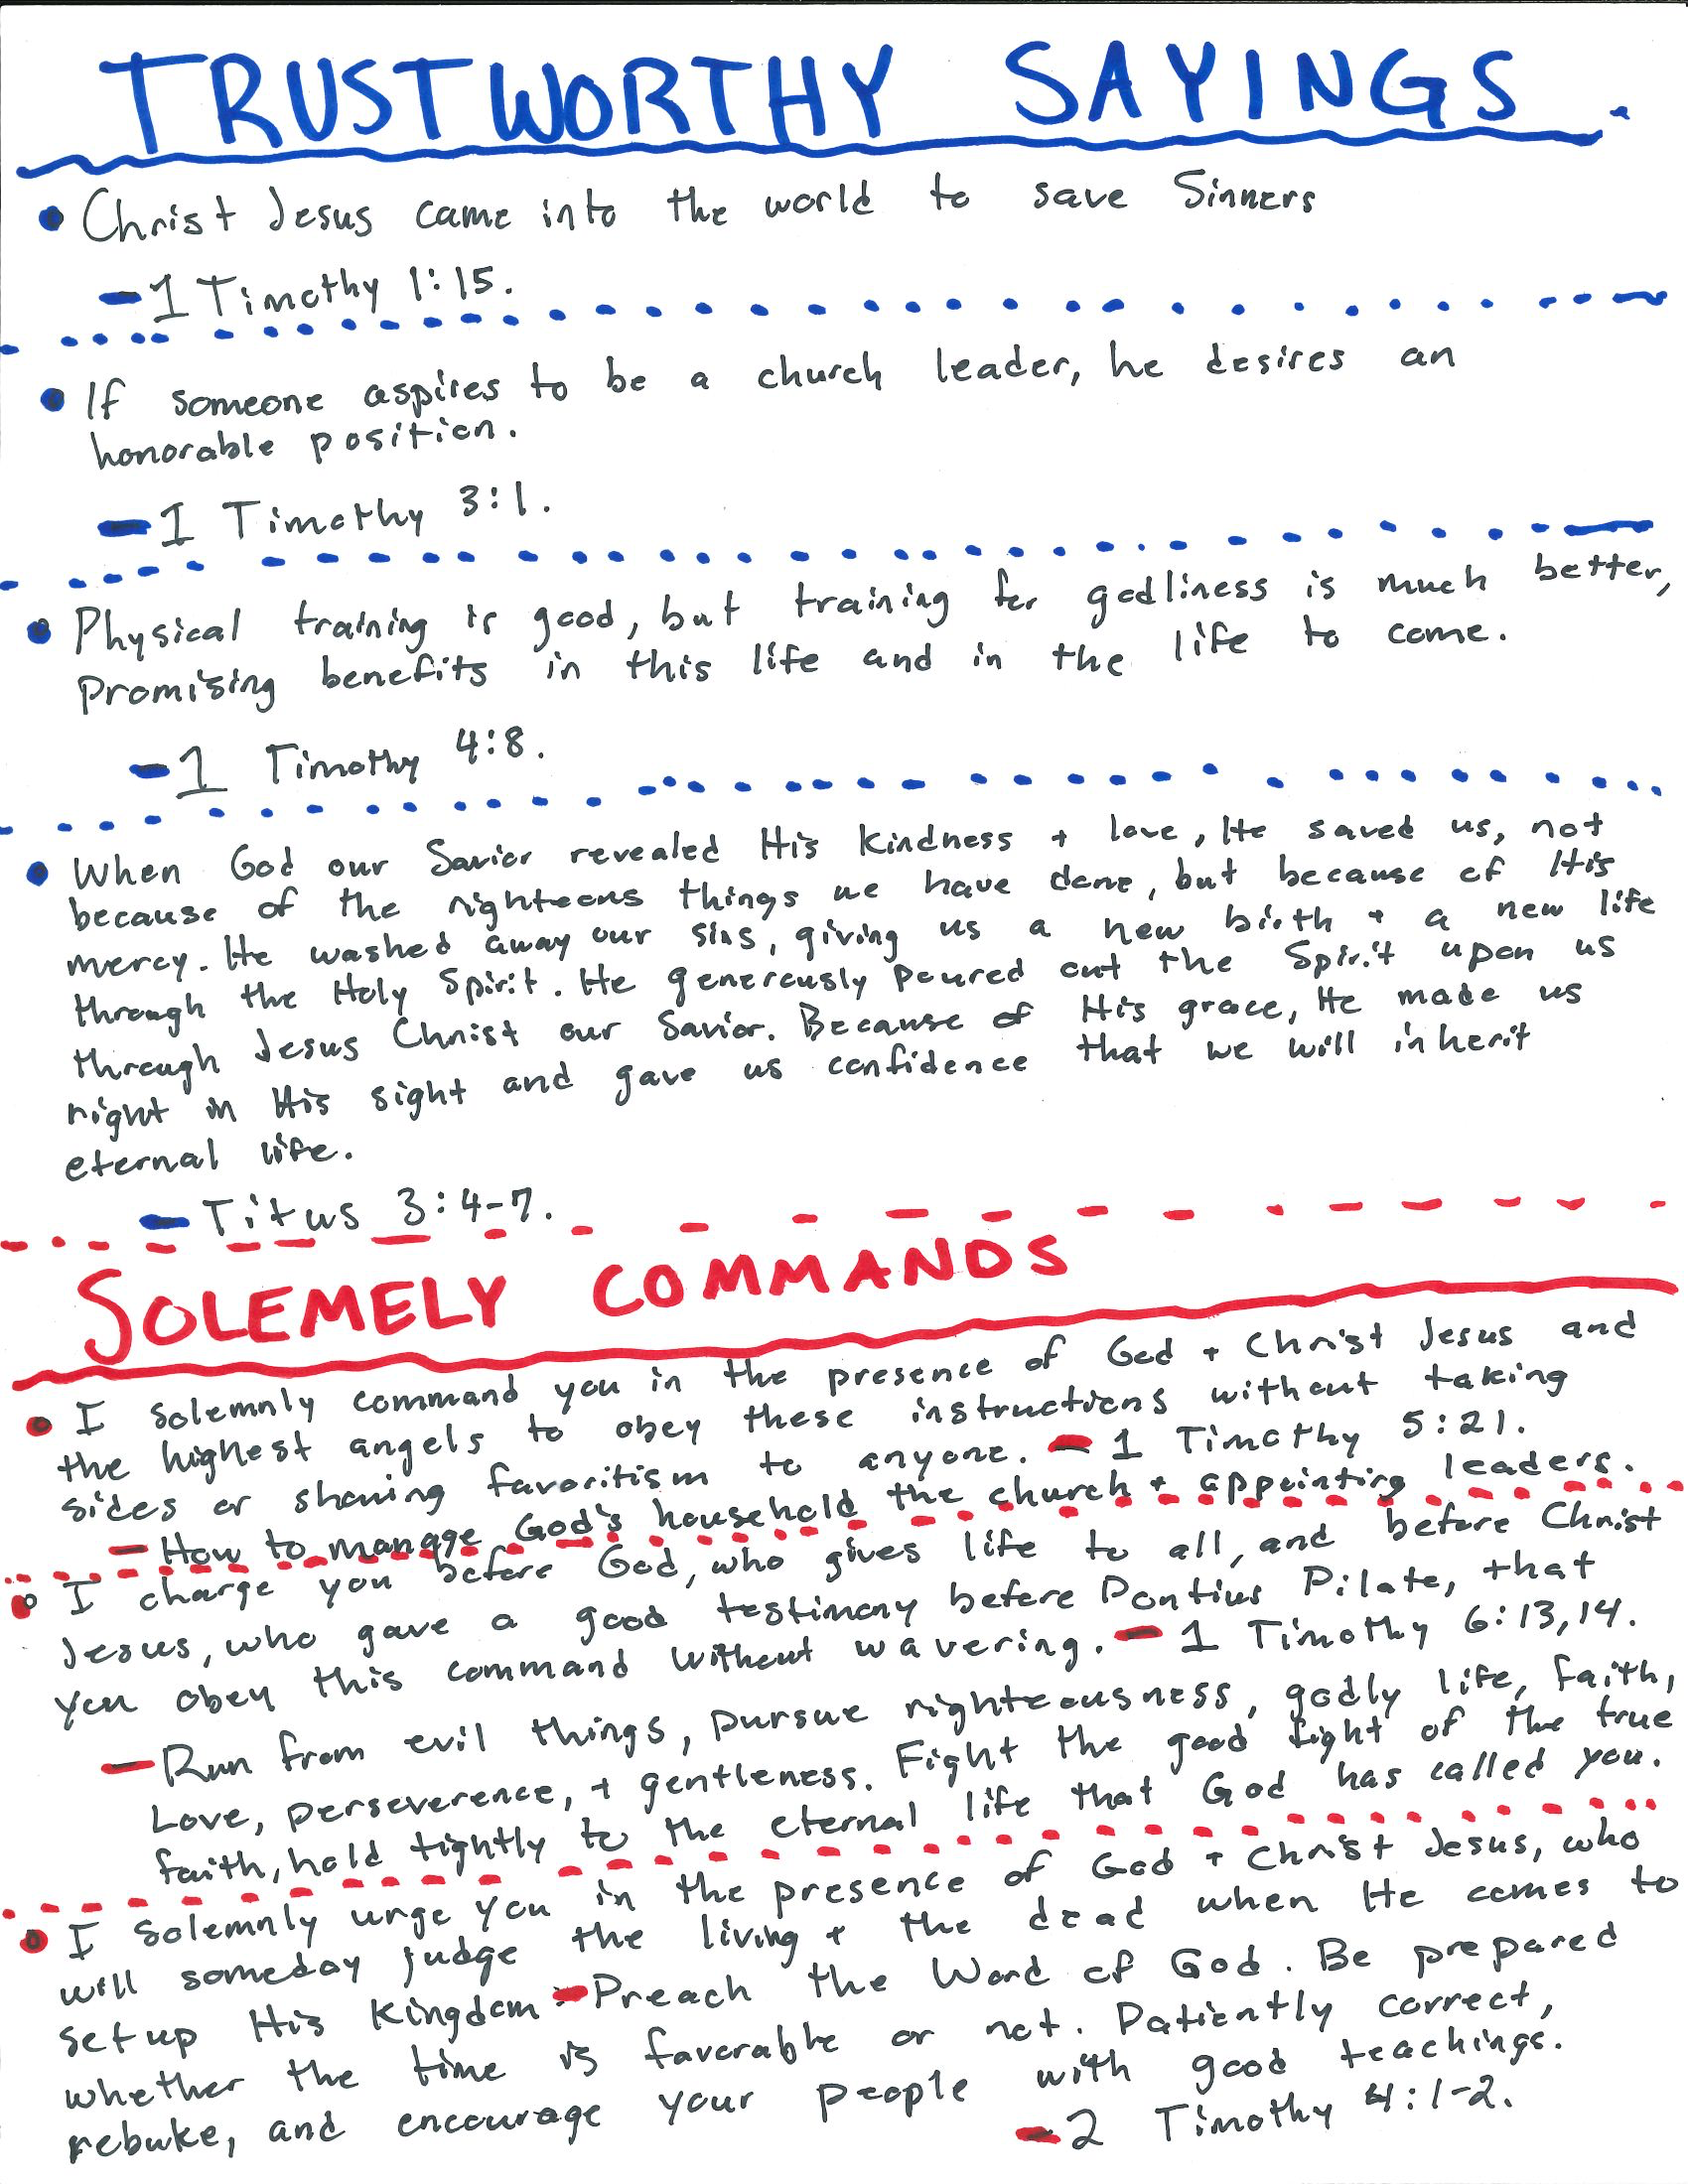 TRUSTWORTHY SAYINGS.
• Christ Jesus came into the world to save Sinners
- 1 Timothy 1:15.
• If someone aspires to be a church leader, he desires an
honorable position.
- 1 Timothy 3:1.
• Physical training is good, but training for godliness is much better,
Promising benefits in this life and in the life to come.
- 1 Timothy 4:8.
• When God our Savior revealed His kindness + love, He saved us, not
because of the righteous things we have done, but because of His
mercy. He washed away our sins, giving us a new birth + a new life
through the Holy Spirit. He generously poured out the Spirit upon us
through Jesus Christ our Savior. Because of His grace, He made us
right in His sight and gave us confidence that we will inherit
eternal life.
- Titus 3:4-7.
SOLEMELY COMMANDS
• I solemnly command you in the presence of God + Christ Jesus and
the highest angels to obey these instructions without taking
sides or showing favoritism to anyone. - 1 Timothy 5:21.
- How to manage God's household the church + appointing leaders.
• I charge you before God, who gives life to all, and before Christ
Jesus, who gave a good testimony before Pontius Pilate, that
you obey this command without wavering. - 1 Timothy 6:13,14.
- Run from evil things, pursue righteousness, godly life, faith,
Love, perseverence, + gentleness. Fight the good fight of the true
faith, hold tightly to the eternal life that God has called you.
• I solemnly urge you in the presence of God + Christ Jesus, who
will someday judge the living + the dead when He comes to
set up His Kingdom - Preach the Word of God. Be prepared
whether the time is favorable or not. Patiently correct,
rebuke, and encourage your people with good teachings.
- 2 Timothy 4:1-2.